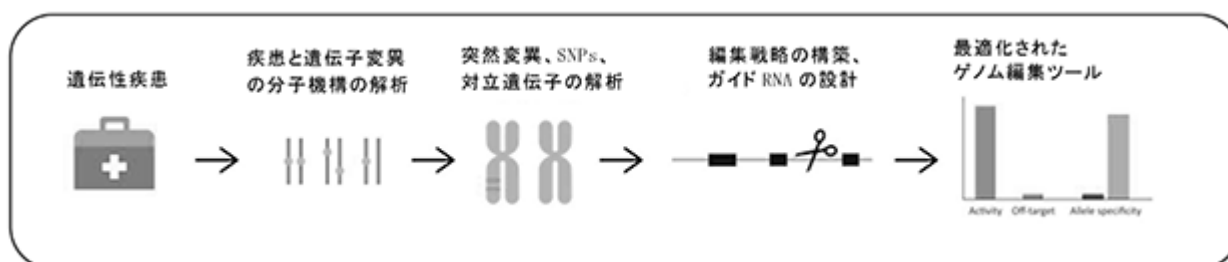 遺伝性疾患
疾患と遺伝子変異
の分子機構の解析
突然変異、SNPs、
対立遺伝子の解析
編集戦略の構築、
ガイド RNA の設計
最適化された
ゲノム編集ツール
Activity
Off-target
Allele specificity